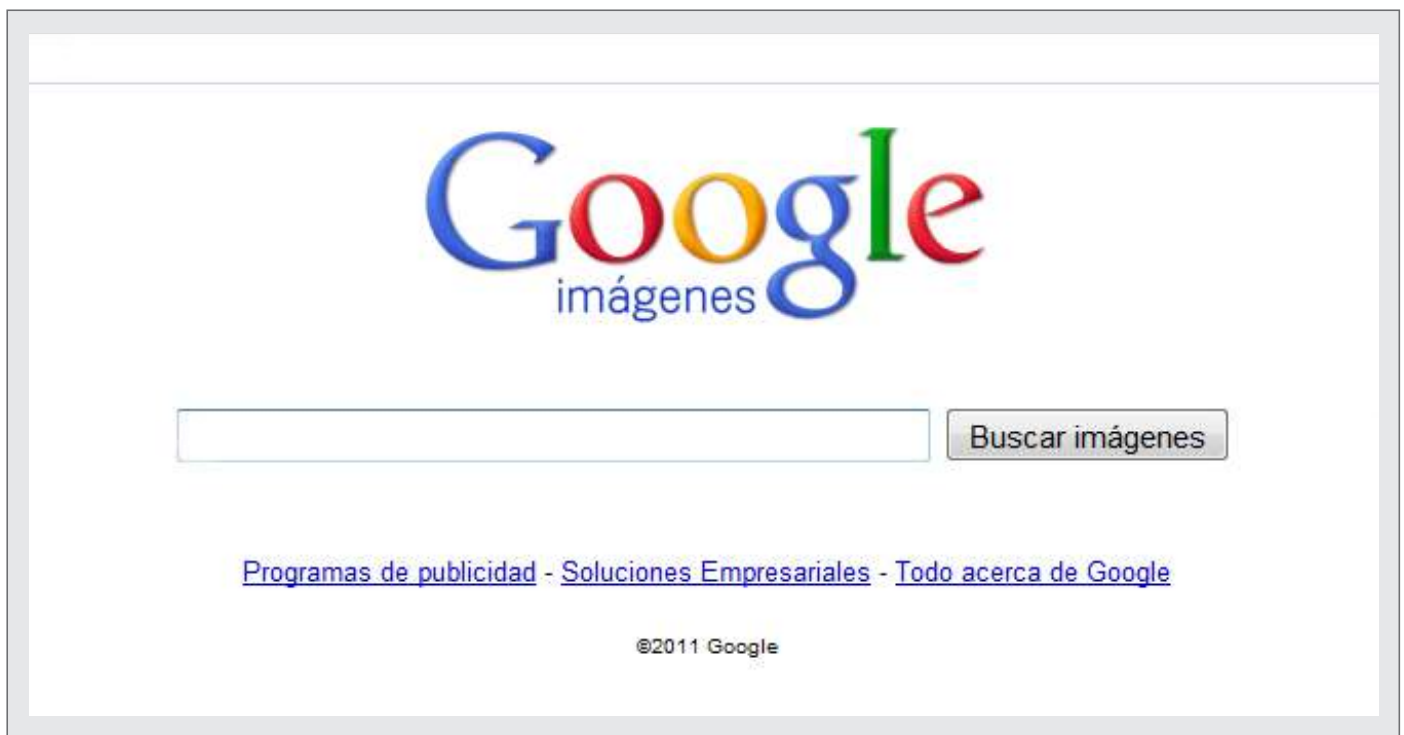 Google
imágenes
Buscar imágenes
Programas de publicidad - Soluciones Empresariales - Todo acerca de Google
©2011 Google